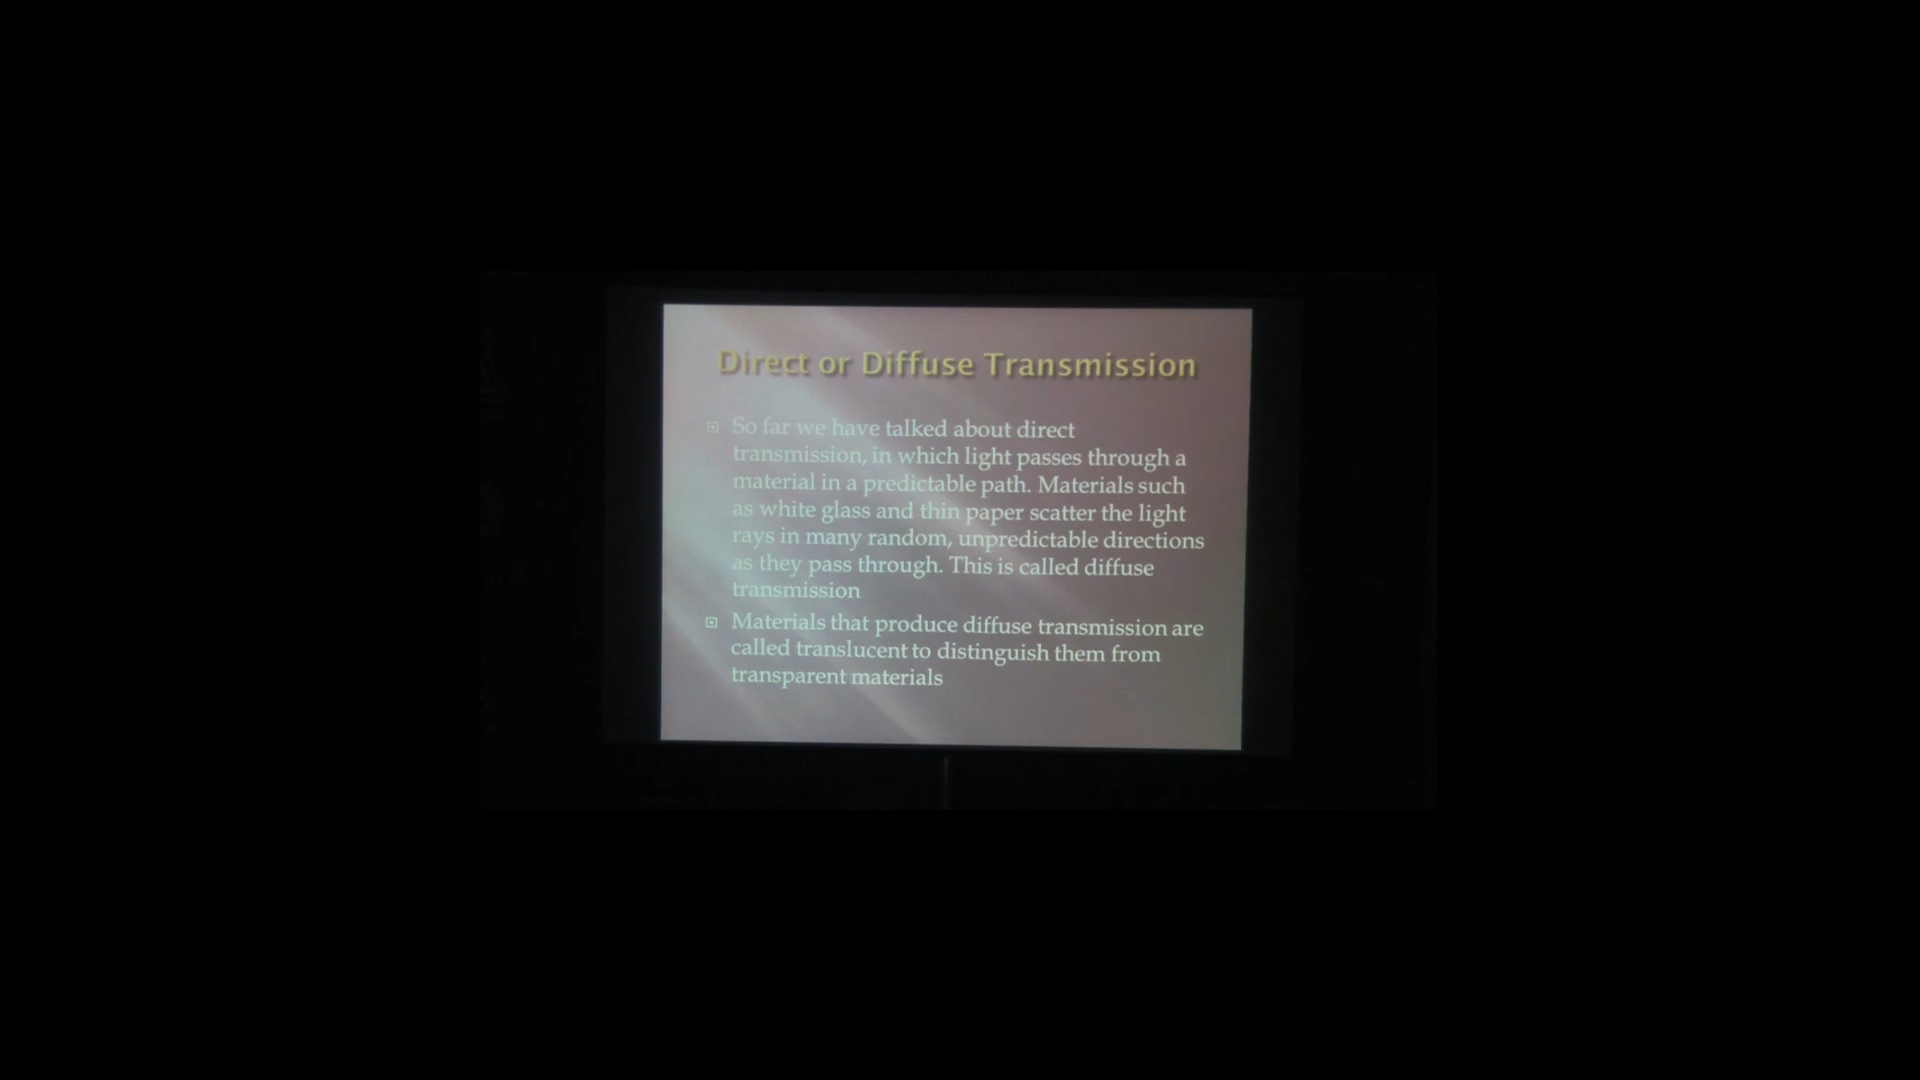 Direct or Diffuse Transmission
So far we have talked about direct
transmission, in which light passes through a
material in a predictable path. Materials such
as white glass and thin paper scatter the light
rays in many random, unpredictable directions
as they pass through. This is called diffuse
transmission
Materials that produce diffuse transmission are
called translucent to distinguish them from
transparent materials